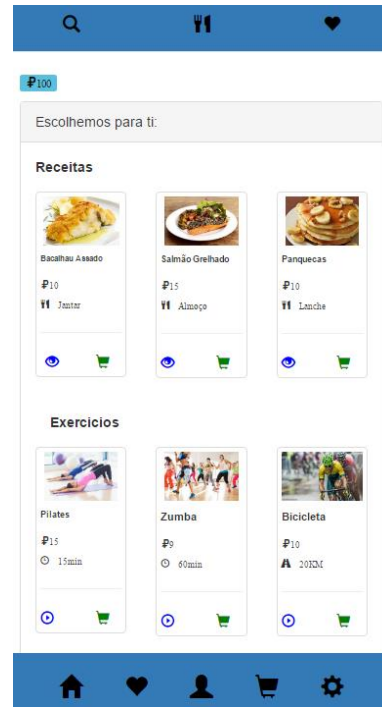 ₽100
Escolhemos para ti:
Receitas
Bacalhau Assado
Salmão Grelhado
Panquecas
₽10
₽15
₽10
Jantar
Almoço
Lanche
Exercicios
Pilates
Zumba
Bicicleta
₽15
₽9
₽10
15min
60min
20KM